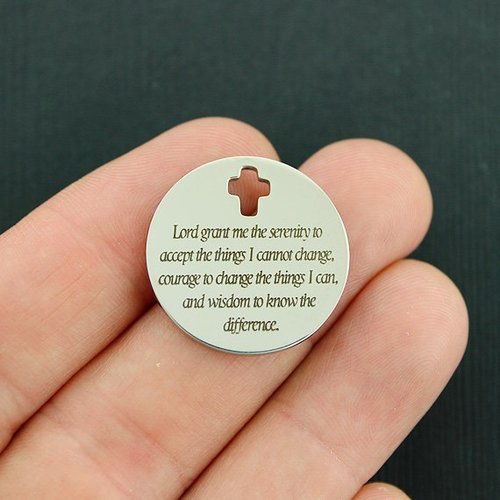 Lord grant me the serenity to
accept the things I cannot change,
courage to change the things I can,
and wisdom to know the
difference.